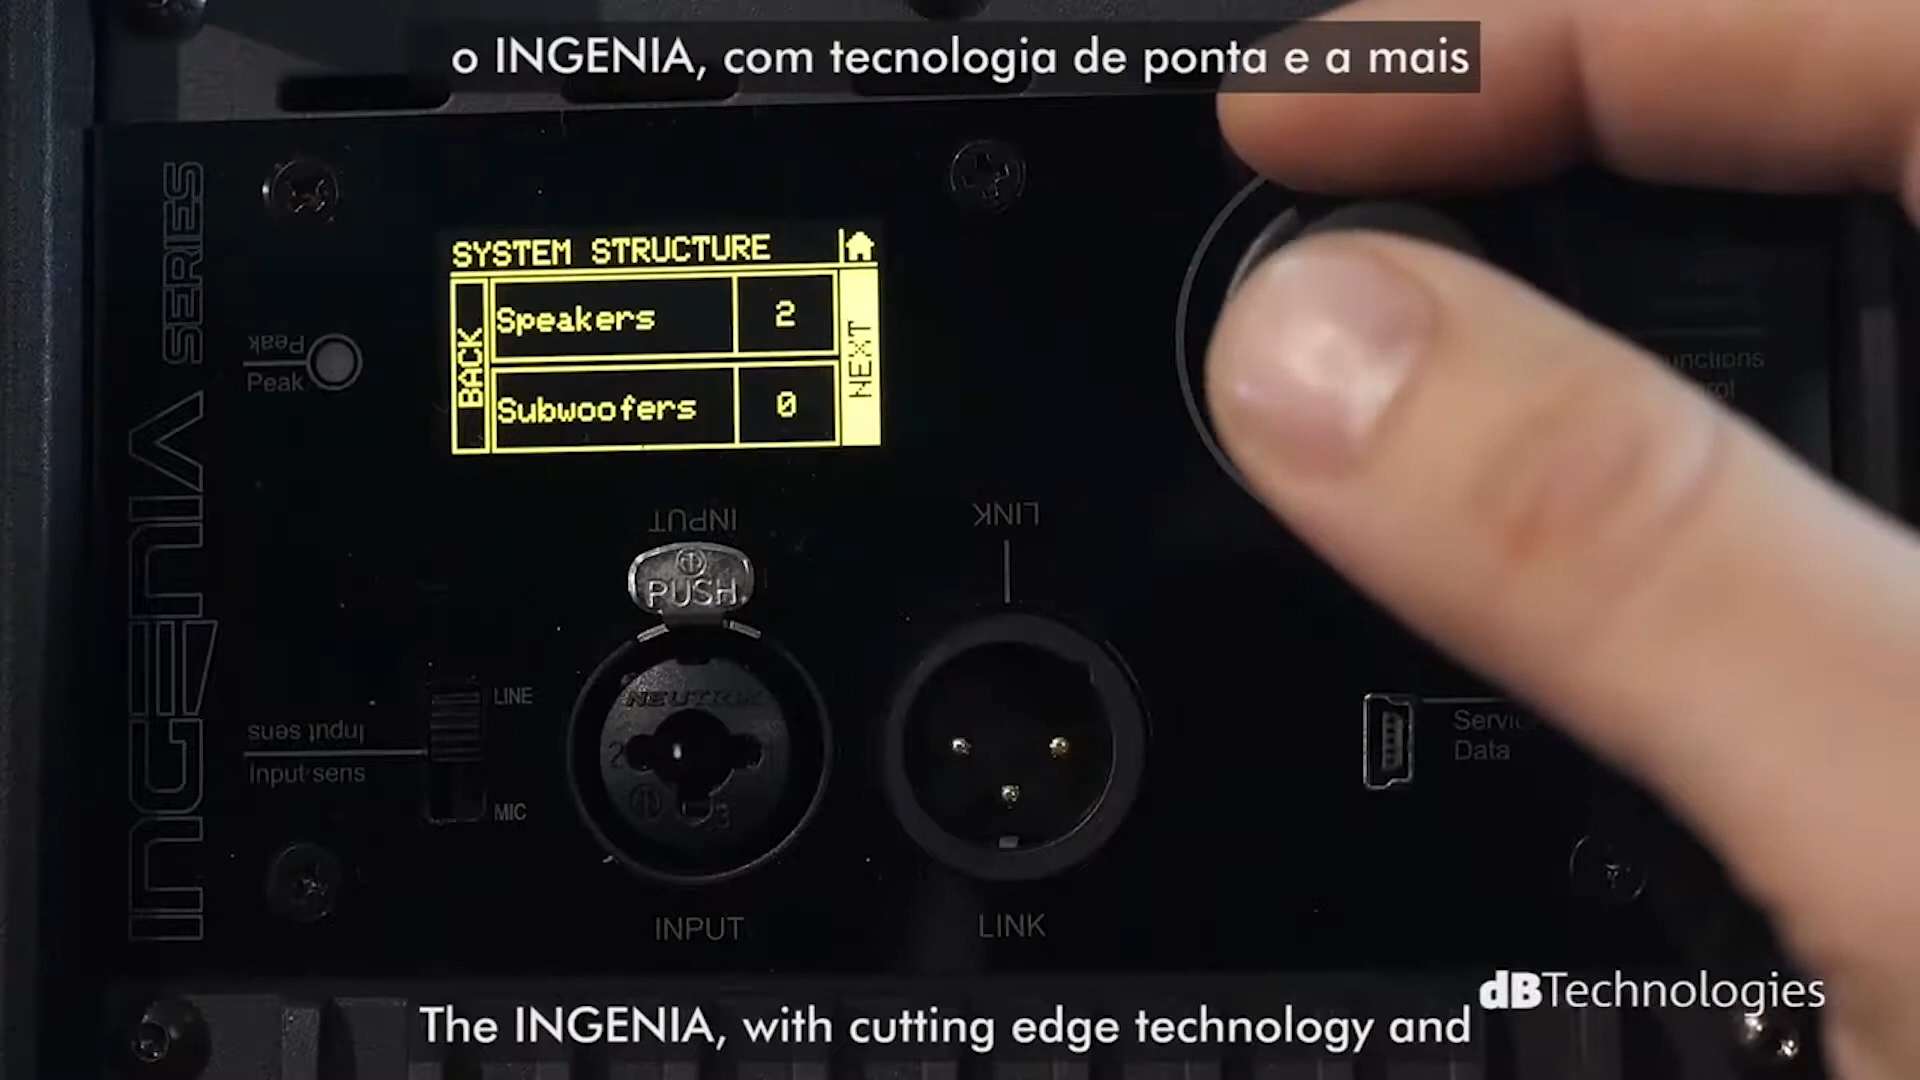 o INGENIA, com tecnologia de ponta e a mais
INGENIA SERIES
SYSTEM STRUCTURE
BACK
Speakers 2
Subwoofers 0
NEXT
Peak
Peak
INPUT
PUSH
LINK
LINE
MIC
Input sens
Input sens
NEUTRIK
2
3
INPUT
LINK
Data
dBTechnologies
The INGENIA, with cutting edge technology and